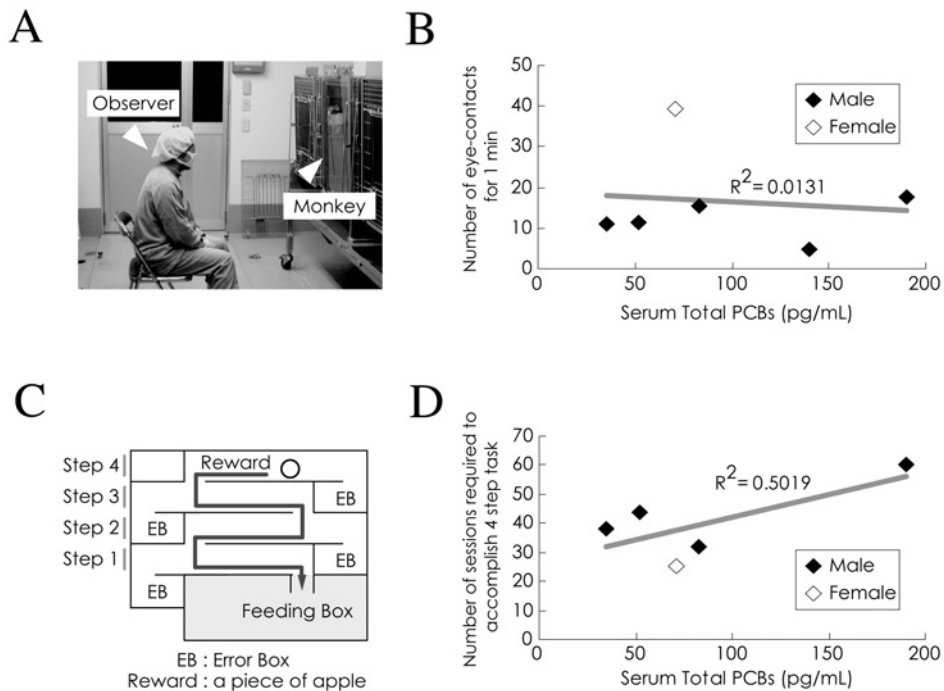 A
Observer
Monkey
B
Number of eye-contacts
for 1 min
50
40
30
20
10
0
0
50
100
150
200
Serum Total PCBs (pg/mL)
Male
Female
R2 = 0.0131
C
Step 4
Step 3
Step 2
Step 1
Reward
EB
EB
EB
EB
Feeding Box
EB : Error Box
Reward : a piece of apple
D
Number of sessions required to
accomplish 4 step task
70
60
50
40
30
20
10
0
0
50
100
150
200
Serum Total PCBs (pg/mL)
R2 = 0.5019
Male
Female